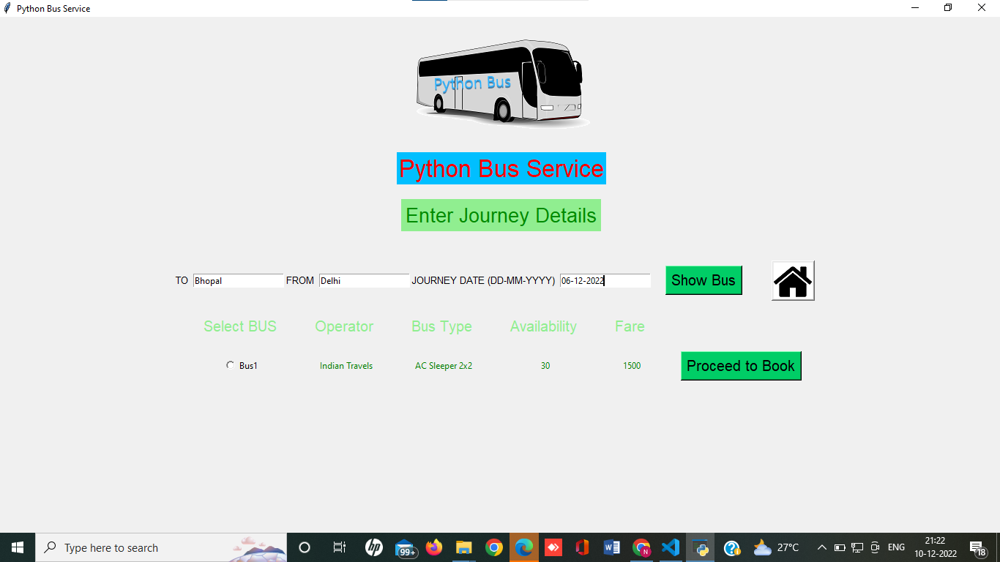 Python Bus Service
Python Bus
Python Bus Service
Enter Journey Details
TO Bhopal FROM Delhi JOURNEY DATE (DD-MM-YYYY) 06-12-2022 Show Bus
Select BUS Operator Bus Type Availability Fare
Bus1 Indian Travels AC Sleeper 2x2 30 1500 Proceed to Book
Type here to search hp 99+ N 27°C ENG 21:22
10-12-2022 18